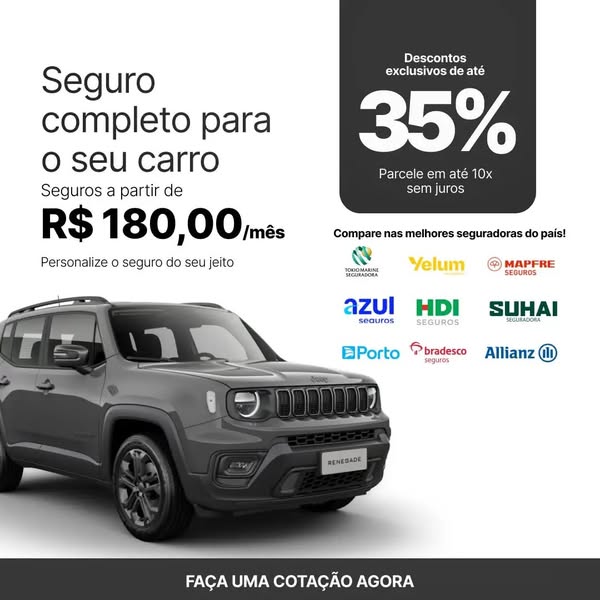 Seguro
completo para
o seu carro
Seguros a partir de
R$ 180,00/mês
Personalize o seguro do seu jeito
Descontos
exclusivos de até
35%
Parcele em até 10x
sem juros
Compare nas melhores seguradoras do país!
TOKIO MARINE
SEGURADORA
Yelum
MAPFRE
SEGUROS
azul
seguros
HDI
SEGUROS
SUHAI
SEGURADORA
Porto
bradesco
seguros
Allianz
Jeep
RENEGADE
FAÇA UMA COTAÇÃO AGORA